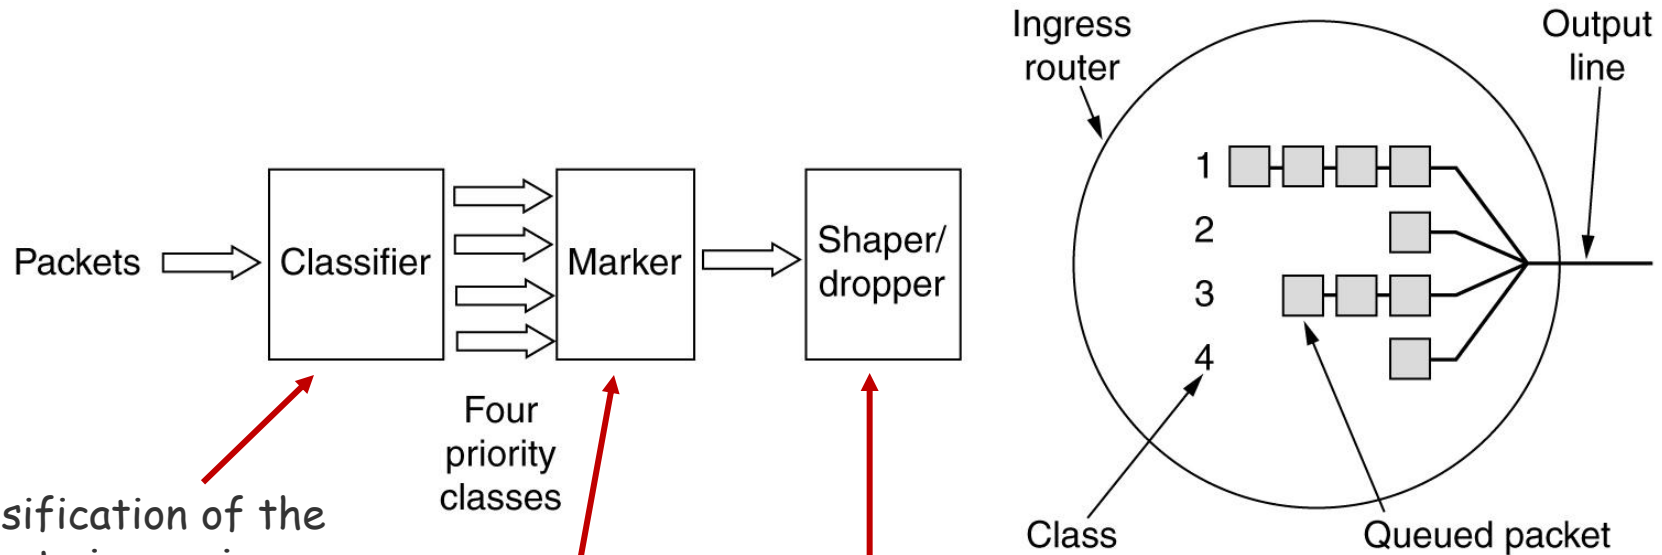 Packets
Classifier
Four
priority
classes
Marker
Shaper/
dropper
sification of the
Ingress
router
Output
line
1
2
3
4
Class
Queued packet